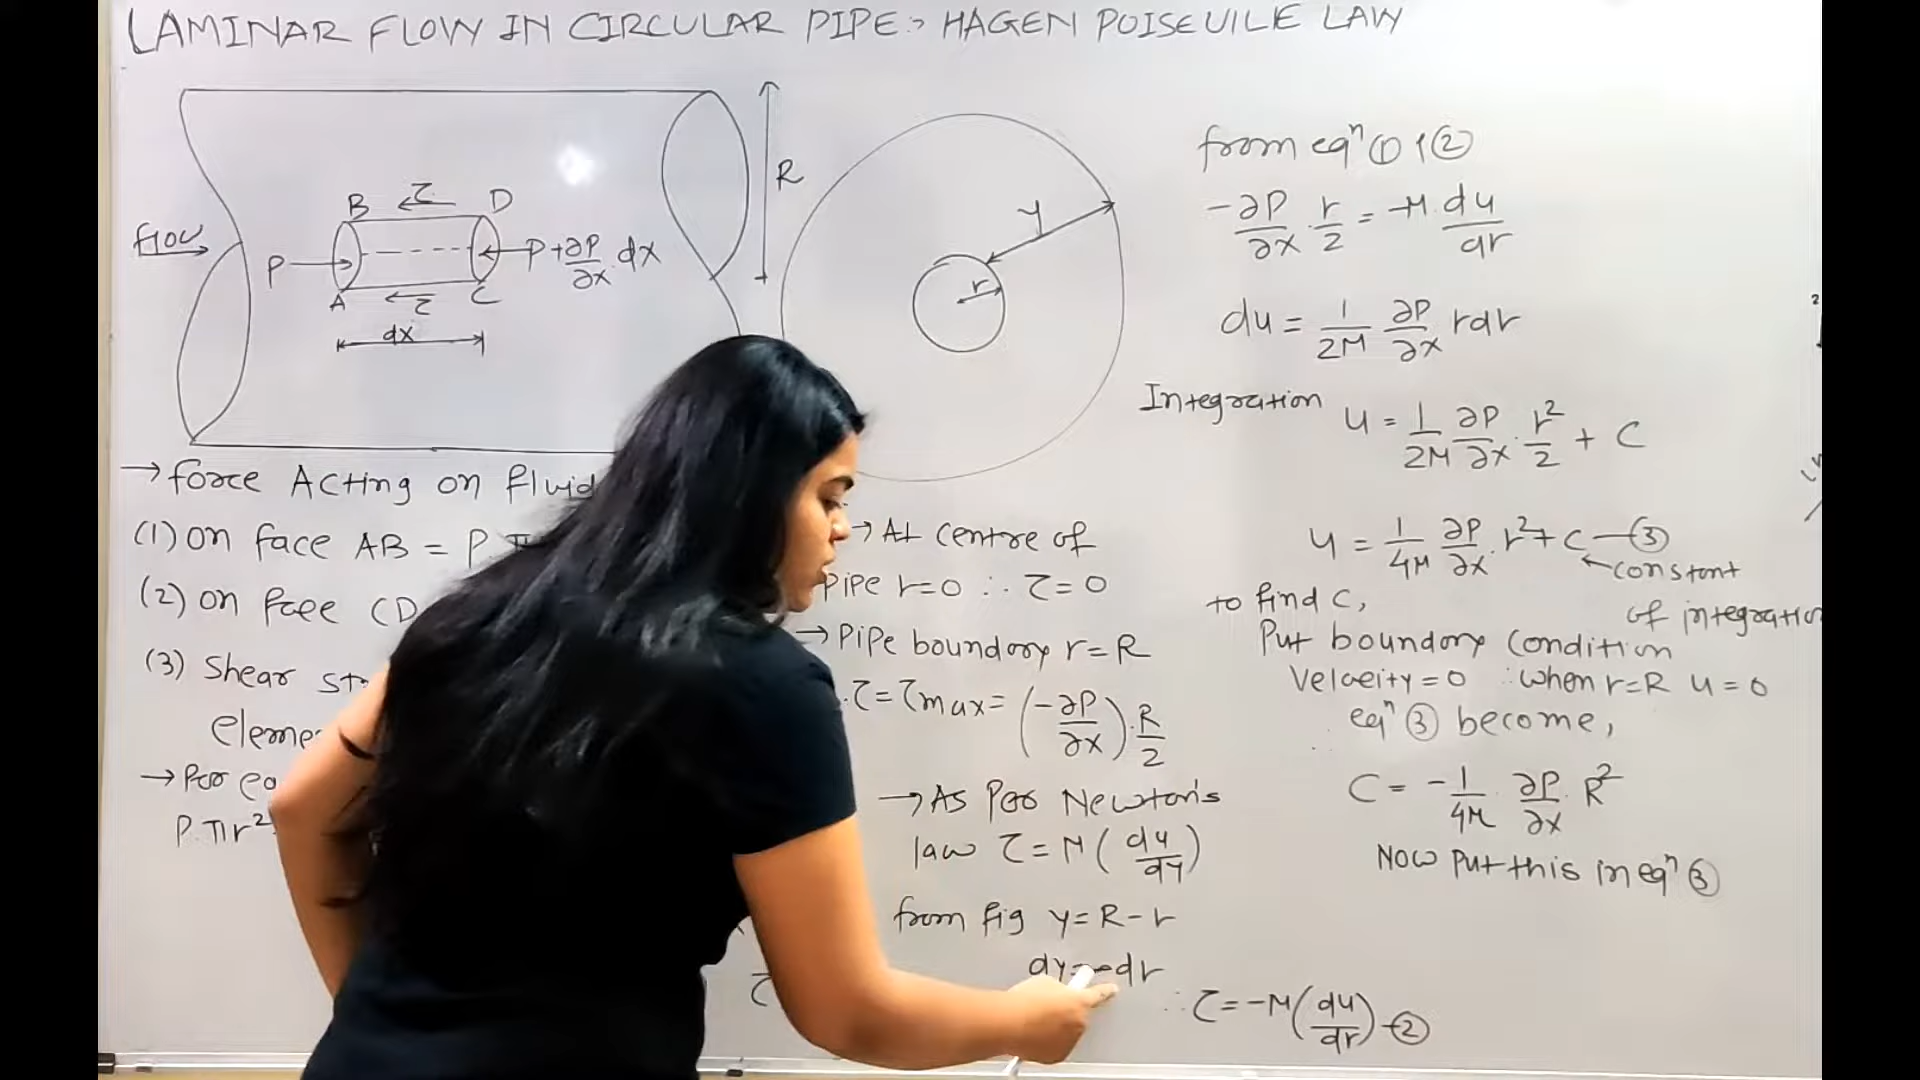 LAMINAR FLOW IN CIRCULAR PIPE :> HAGEN POISEUILE LAW
flow
P
B
τ
D
A
τ
C
P+∂P/∂x.dx
dx
R
y
r
→ force Acting on fluid
(1) on face AB = P.π
(2) on face CD
(3) Shear
→
P.πr²
→ At centre of
Pipe r=0 ∴ τ=0
→ Pipe boundary r=R
τ=τmax=(-∂P/∂x).R/2
→ As Per Newton's
law τ=μ(du/dy)
from fig y=R-r
dy=-dr
∴ τ=-μ(du/dr)-②
τ
from eqⁿ ① & ②
-∂P/∂x.r/2=-μ.du/dr
du=1/2μ ∂P/∂x rdr
Integration u=1/2μ ∂P/∂x.r²/2+C
u=1/4μ ∂P/∂x.r²+C—③
constant
of integration
to find C,
Put boundary condition
Velocity=0 ∴ when r=R u=0
∴ eqⁿ ③ become,
C=-1/4μ.∂P/∂x.R²
Now Put this in eqⁿ ③